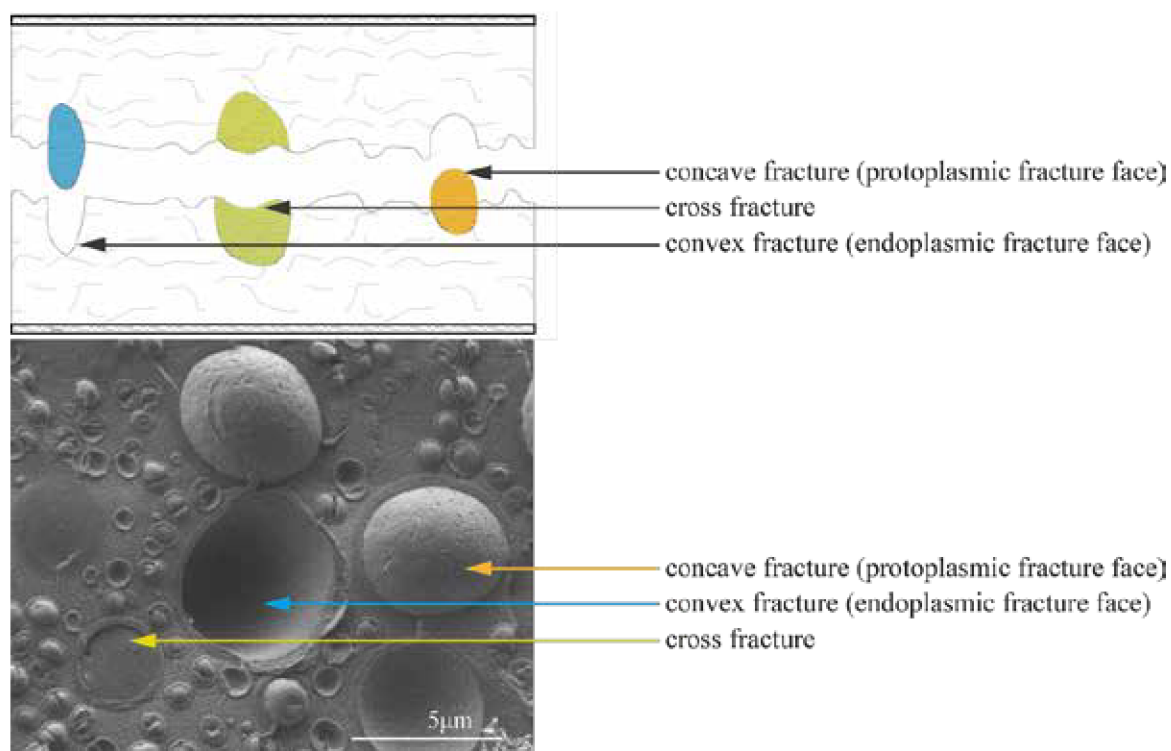 concave fracture (protoplasmic fracture face)
cross fracture
convex fracture (endoplasmic fracture face)
concave fracture (protoplasmic fracture face)
convex fracture (endoplasmic fracture face)
cross fracture
5μm